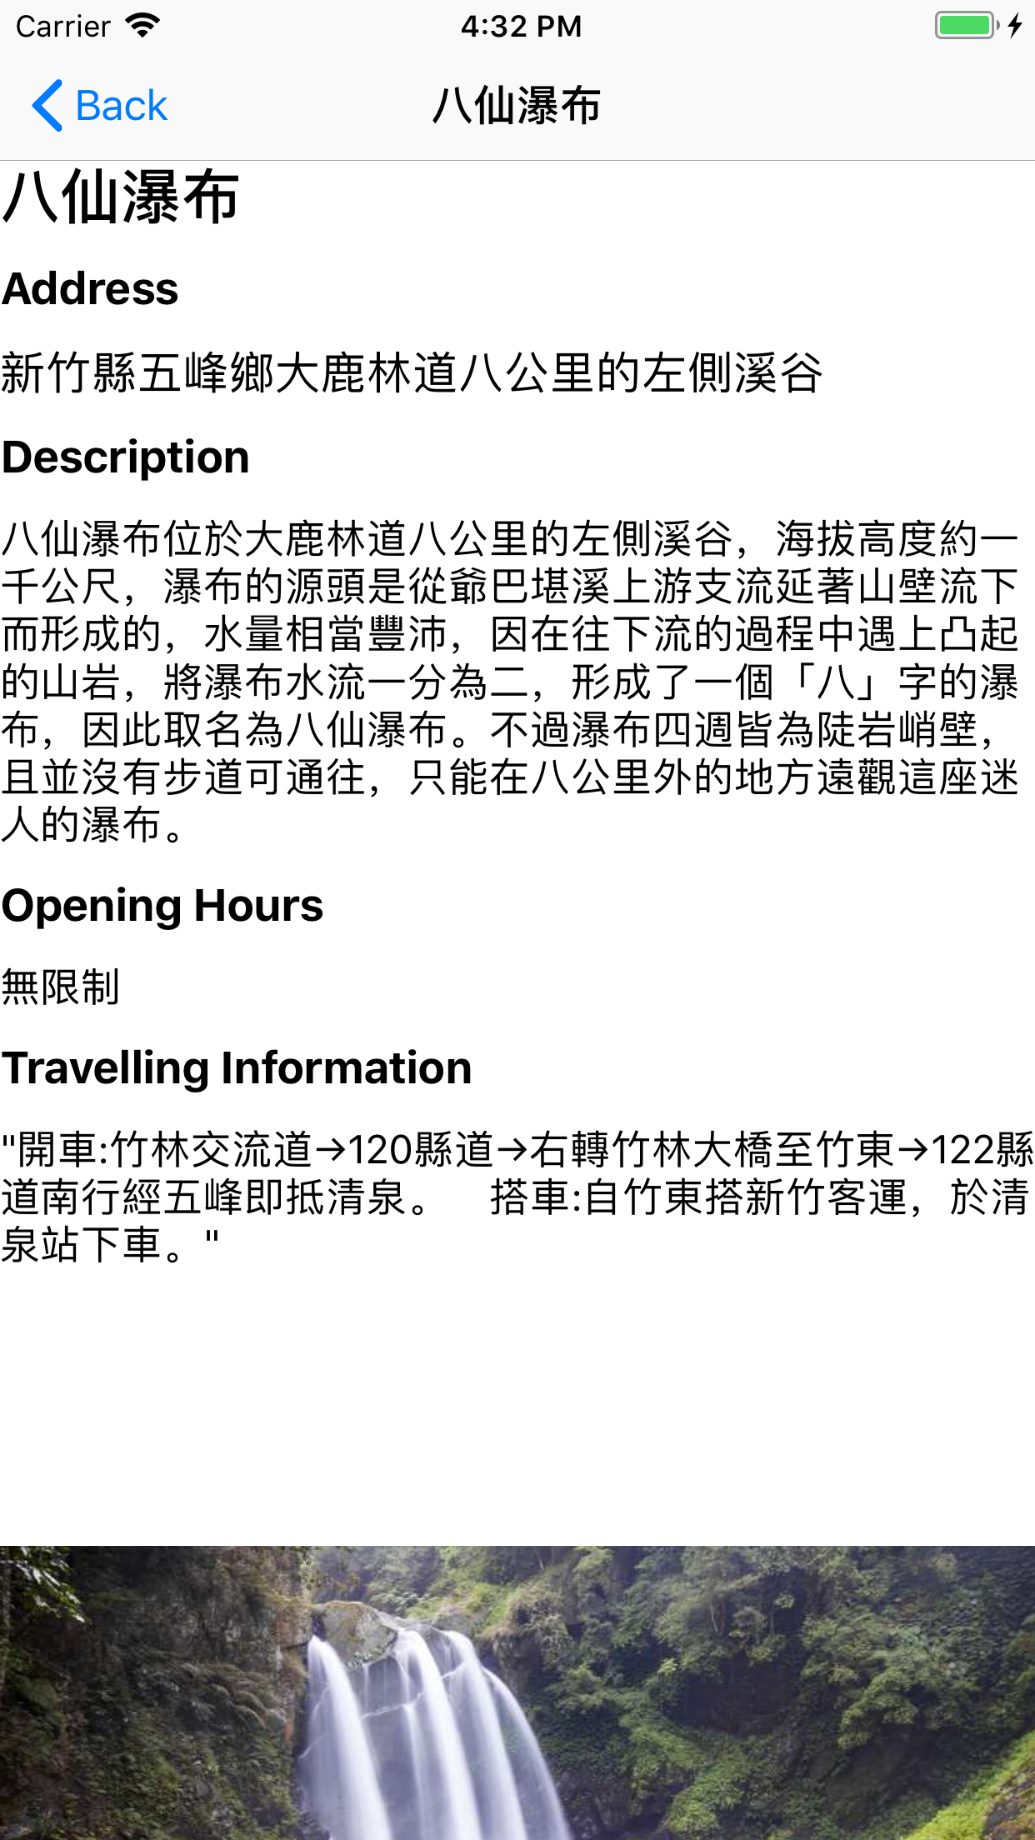 Carrier 4:32 PM
Back 八仙瀑布
八仙瀑布
Address
新竹縣五峰鄉大鹿林道八公里的左側溪谷
Description
八仙瀑布位於大鹿林道八公里的左側溪谷，海拔高度約一
千公尺，瀑布的源頭是從爺巴堪溪上游支流延著山壁流下
而形成的，水量相當豐沛，因在往下流的過程中遇上凸起
的山岩，將瀑布水流一分為二，形成了一個「八」字的瀑
布，因此取名為八仙瀑布。不過瀑布四週皆為陡岩峭壁，
且並沒有步道可通往，只能在八公里外的地方遠觀這座迷
人的瀑布。
Opening Hours
無限制
Travelling Information
"開車:竹林交流道→120縣道→右轉竹林大橋至竹東→122縣
道南行經五峰即抵清泉。　搭車:自竹東搭新竹客運，於清
泉站下車。"